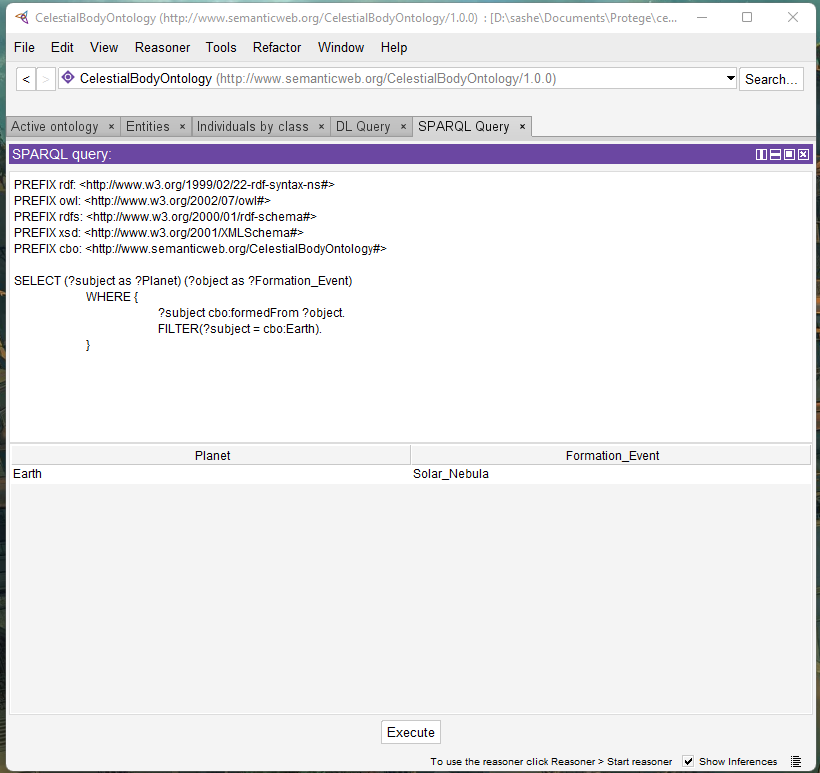 CelestialBodyOntology (http://www.semanticweb.org/CelestialBodyOntology/1.0.0) : [D:\sashe\Documents\Protege\ce...
File Edit View Reasoner Tools Refactor Window Help
< > CelestialBodyOntology (http://www.semanticweb.org/CelestialBodyOntology/1.0.0) Search...
Active ontology × Entities × Individuals by class × DL Query × SPARQL Query ×
SPARQL query:
PREFIX rdf: <http://www.w3.org/1999/02/22-rdf-syntax-ns#>
PREFIX owl: <http://www.w3.org/2002/07/owl#>
PREFIX rdfs: <http://www.w3.org/2000/01/rdf-schema#>
PREFIX xsd: <http://www.w3.org/2001/XMLSchema#>
PREFIX cbo: <http://www.semanticweb.org/CelestialBodyOntology#>
SELECT (?subject as ?Planet) (?object as ?Formation_Event)
WHERE {
?subject cbo:formedFrom ?object.
FILTER(?subject = cbo:Earth).
}
Planet Formation_Event
Earth Solar_Nebula
Execute
To use the reasoner click Reasoner > Start reasoner Show Inferences